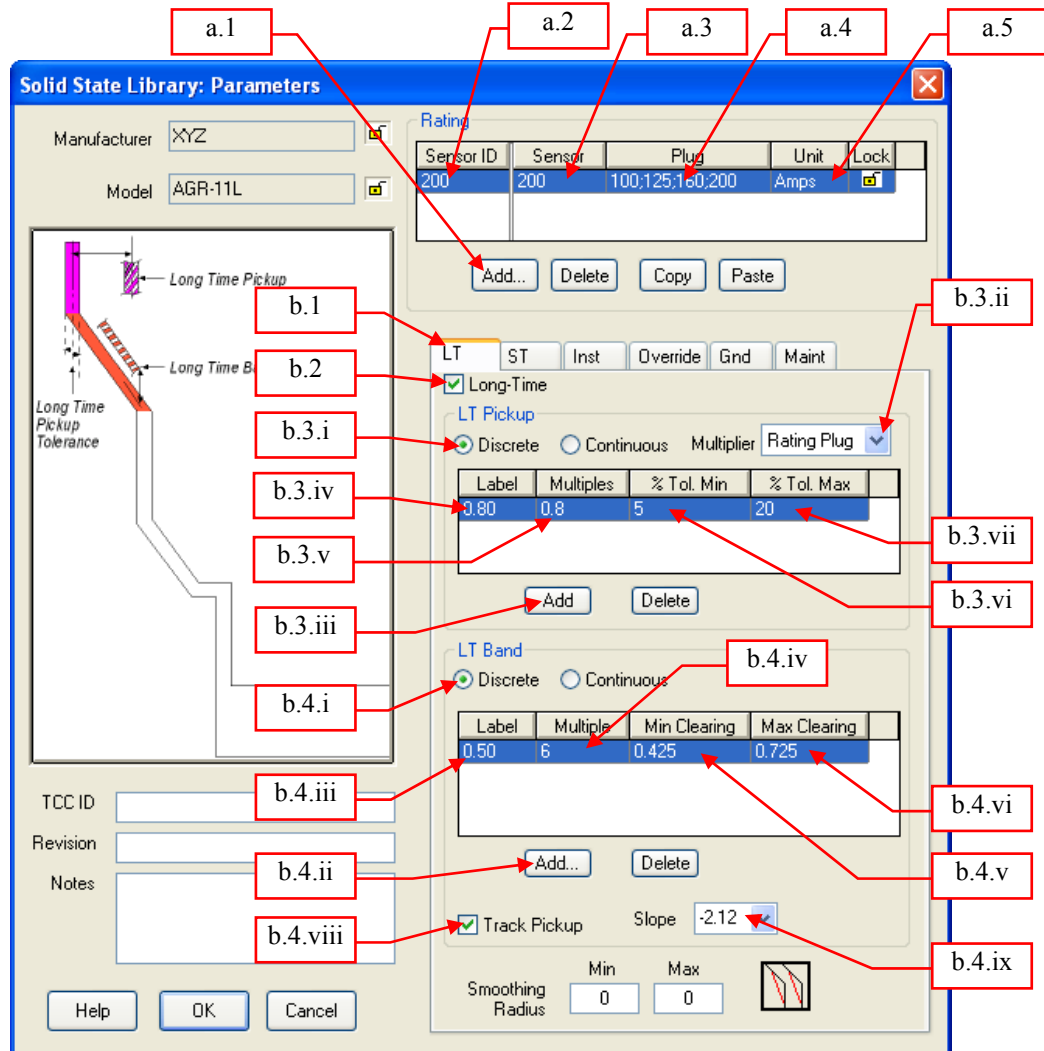 a.1
a.2
a.3
a.4
a.5
Solid State Library: Parameters
Manufacturer XYZ
Model AGR-11L
Rating
Sensor ID Sensor Plug Unit Lock
200 200 100;125;160;200 Amps
Add... Delete Copy Paste
Long Time Pickup
Long Time B
Long Time
Pickup
Tolerance
b.1
b.2
b.3.i
b.3.ii
b.3.iv
b.3.v
b.3.vii
b.3.iii
b.3.vi
b.4.iv
b.4.i
b.4.iii
b.4.vi
b.4.ii
b.4.v
b.4.viii
b.4.ix
LT ST Inst Override Gnd Maint
Long-Time
LT Pickup
Discrete Continuous Multiplier Rating Plug
Label Multiples % Tol. Min % Tol. Max
0.80 0.8 5 20
Add Delete
LT Band
Discrete Continuous
Label Multiple Min Clearing Max Clearing
0.50 6 0.425 0.725
Add... Delete
Track Pickup Slope -2.12
Smoothing
Radius
Min Max
0 0
TCC ID
Revision
Notes
Help OK Cancel